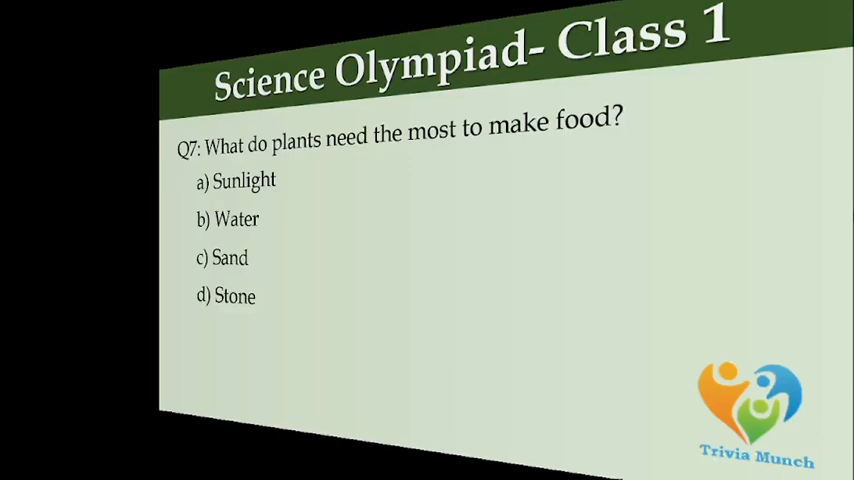 Science Olympiad- Class 1
Q7: What do plants need the most to make food?
a) Sunlight
b) Water
c) Sand
d) Stone
Trivia Munch